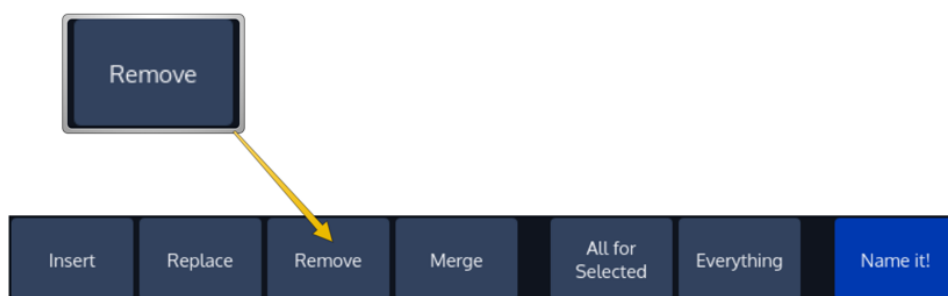 Remove
Insert
Replace
Remove
Merge
All for
Selected
Everything
Name it!